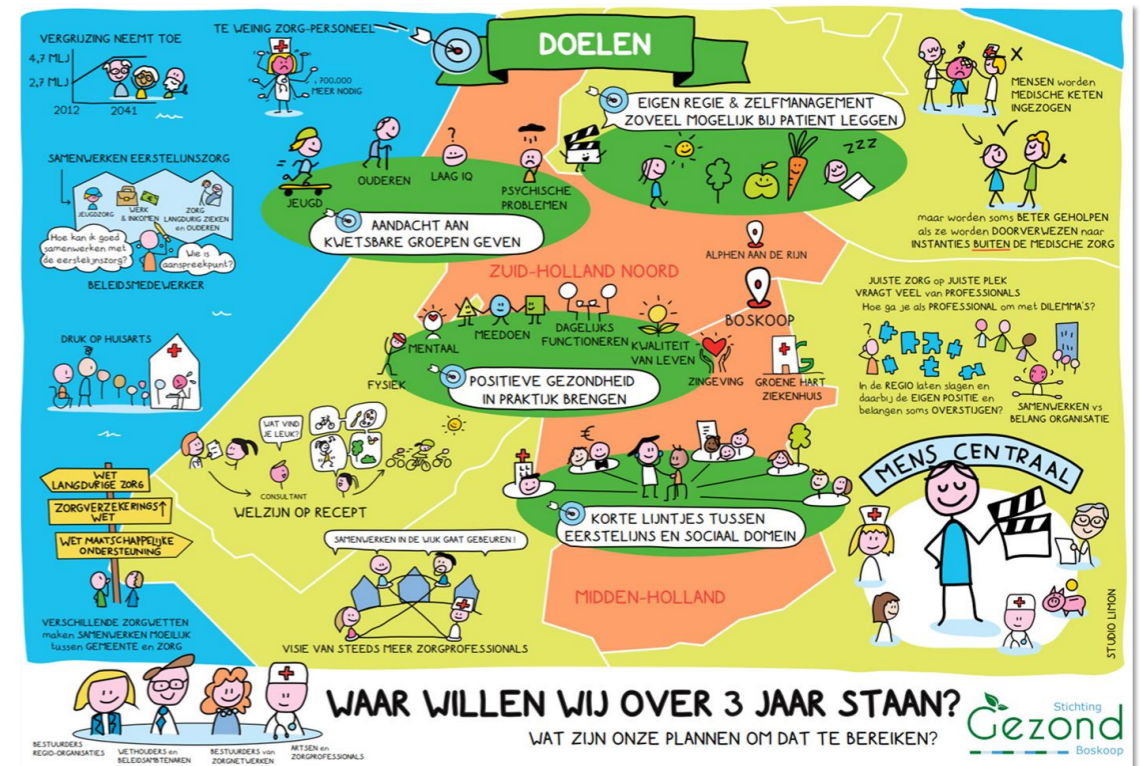 VERGRIJZING NEEMT TOE
4,7 MLJ
2,7 MLJ
2012
2041
TE WEINIG ZORG-PERSONEEL
± 700.000
MEER NODIG
DOELEN
EIGEN REGIE & ZELFMANAGEMENT
ZOVEEL MOGELIJK BIJ PATIENT LEGGEN
ZZZ
X
MENSEN worden
MEDISCHE KETEN
INGEZOGEN
maar worden soms BETER GEHOLPEN
als ze worden DOORVERWEZEN naar
INSTANTIES BUITEN DE MEDISCHE ZORG
SAMENWERKEN EERSTELIJNSZORG
JEUGDZORG
WERK
& INKOMEN
ZORG
LANGDURIG ZIEKEN
en OUDEREN
Hoe kan ik goed
samenwerken met
de eerstelijnszorg?
Wie is
aanspreekpunt?
BELEIDSMEDEWERKER
JEUGD
OUDEREN
?
LAAG IQ
PSYCHISCHE
PROBLEMEN
AANDACHT AAN
KWETSBARE GROEPEN GEVEN
ZUID-HOLLAND NOORD
ALPHEN AAN DE RIJN
BOSKOOP
GROENE HART
ZIEKENHUIS
JUISTE ZORG op JUISTE PLEK
VRAAGT VEEL van PROFESSIONALS
Hoe ga je als PROFESSIONAL om met DILEMMA'S?
?
In de REGIO laten slagen en
daarbij de EIGEN POSITIE en
belangen soms OVERSTIJGEN?
SAMENWERKEN vs
BELANG ORGANISATIE
DRUK OP HUISARTS
FYSIEK
MENTAAL
MEEDOEN
DAGELIJKS
FUNCTIONEREN
KWALITEIT
VAN LEVEN
ZINGEVING
POSITIEVE GEZONDHEID
IN PRAKTIJK BRENGEN
WAT VIND
JE LEUK?
CONSULTANT
WELZIJN OP RECEPT
€
KORTE LIJNTJES TUSSEN
EERSTELIJNS EN SOCIAAL DOMEIN
MENS CENTRAAL
WET
LANGDURIGE ZORG
ZORGVERZEKERINGS
WET
WET MAATSCHAPPELIJKE
ONDERSTEUNING
VERSCHILLENDE ZORGWETTEN
maken SAMENWERKEN MOEILIJK
tussen GEMEENTE en ZORG
SAMENWERKEN IN DE WIJK GAAT GEBEUREN!
VISIE VAN STEEDS MEER ZORGPROFESSIONALS
MIDDEN-HOLLAND
STUDIO LIMON
BESTUURDERS
REGIO-ORGANISATIES
WETHOUDERS en
BELEIDSAMBTENAREN
BESTUURDERS van
ZORGNETWERKEN
ARTSEN en
ZORGPROFESSIONALS
WAAR WILLEN WIJ OVER 3 JAAR STAAN?
WAT ZIJN ONZE PLANNEN OM DAT TE BEREIKEN?
Stichting
Gezond
Boskoop